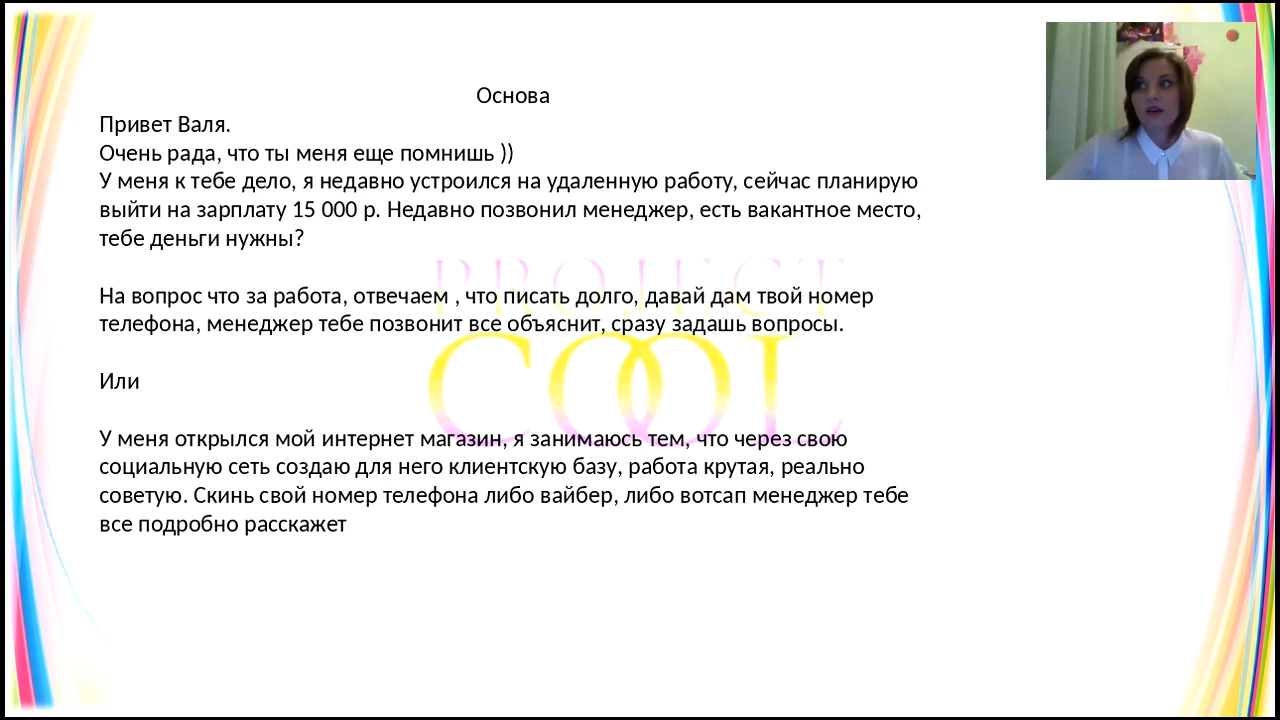 Основа
Привет Валя.
Очень рада, что ты меня еще помнишь ))
У меня к тебе дело, я недавно устроился на удаленную работу, сейчас планирую
выйти на зарплату 15 000 р. Недавно позвонил менеджер, есть вакантное место,
тебе деньги нужны?
На вопрос что за работа, отвечаем , что писать долго, давай дам твой номер
телефона, менеджер тебе позвонит все объяснит, сразу задашь вопросы.
PROJECT
COOL
Или
У меня открылся мой интернет магазин, я занимаюсь тем, что через свою
социальную сеть создаю для него клиентскую базу, работа крутая, реально
советую. Скинь свой номер телефона либо вайбер, либо вотсап менеджер тебе
все подробно расскажет